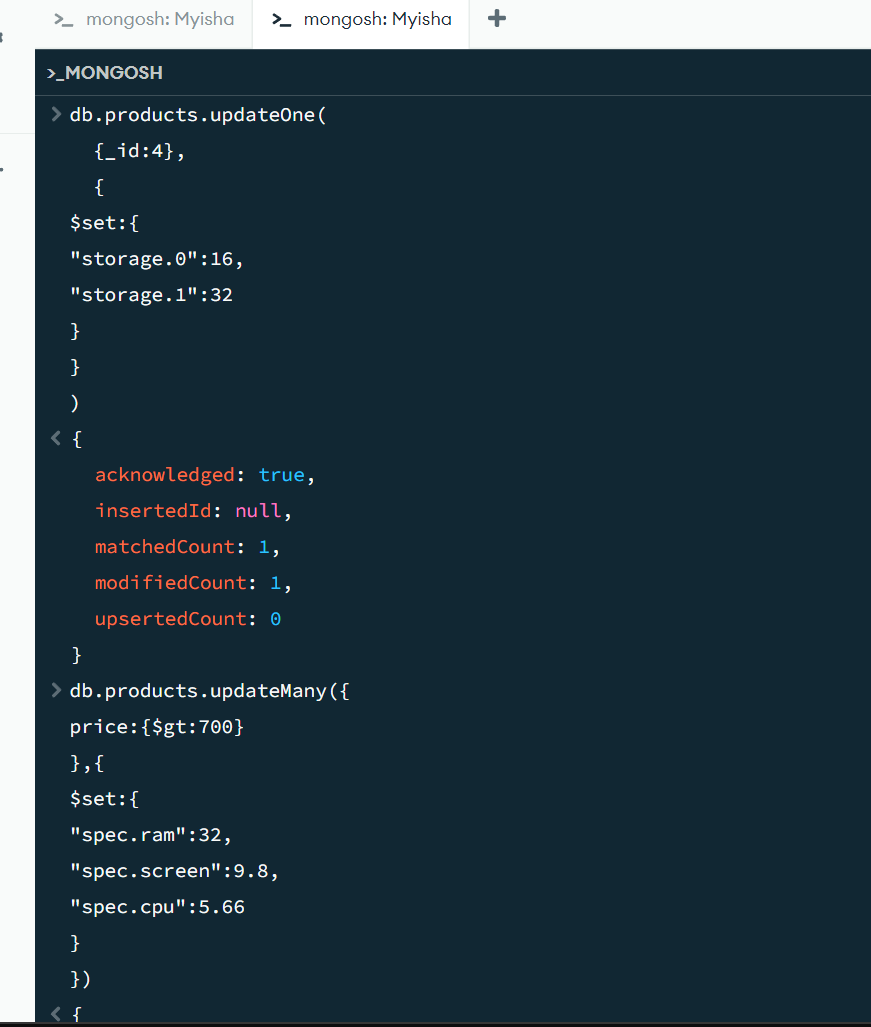 >_ mongosh: Myisha >_ mongosh: Myisha +
>_MONGOSH
> db.products.updateOne(
{_id:4},
{
$set:{
"storage.0":16,
"storage.1":32
}
}
)
< {
acknowledged: true,
insertedId: null,
matchedCount: 1,
modifiedCount: 1,
upsertedCount: 0
}
> db.products.updateMany({
price:{$gt:700}
},{
$set:{
"spec.ram":32,
"spec.screen":9.8,
"spec.cpu":5.66
}
})
< {